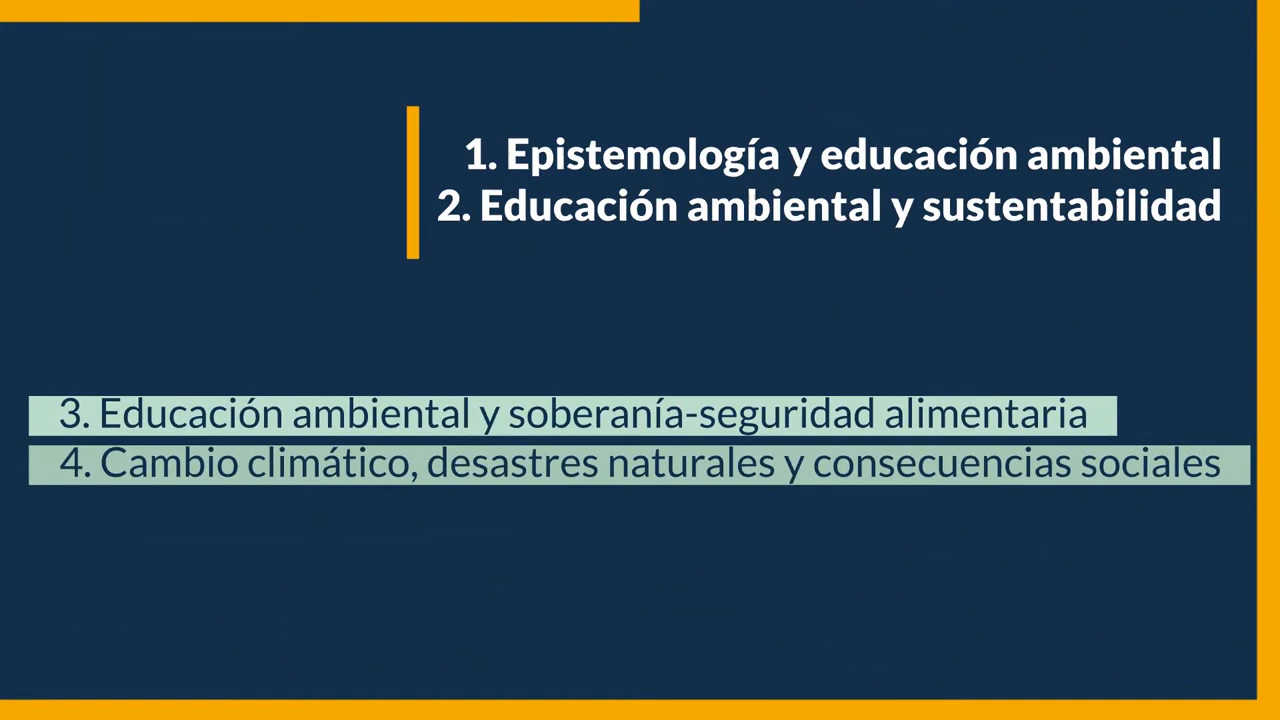 1. Epistemología y educación ambiental
2. Educación ambiental y sustentabilidad
3. Educación ambiental y soberanía-seguridad alimentaria
4. Cambio climático, desastres naturales y consecuencias sociales